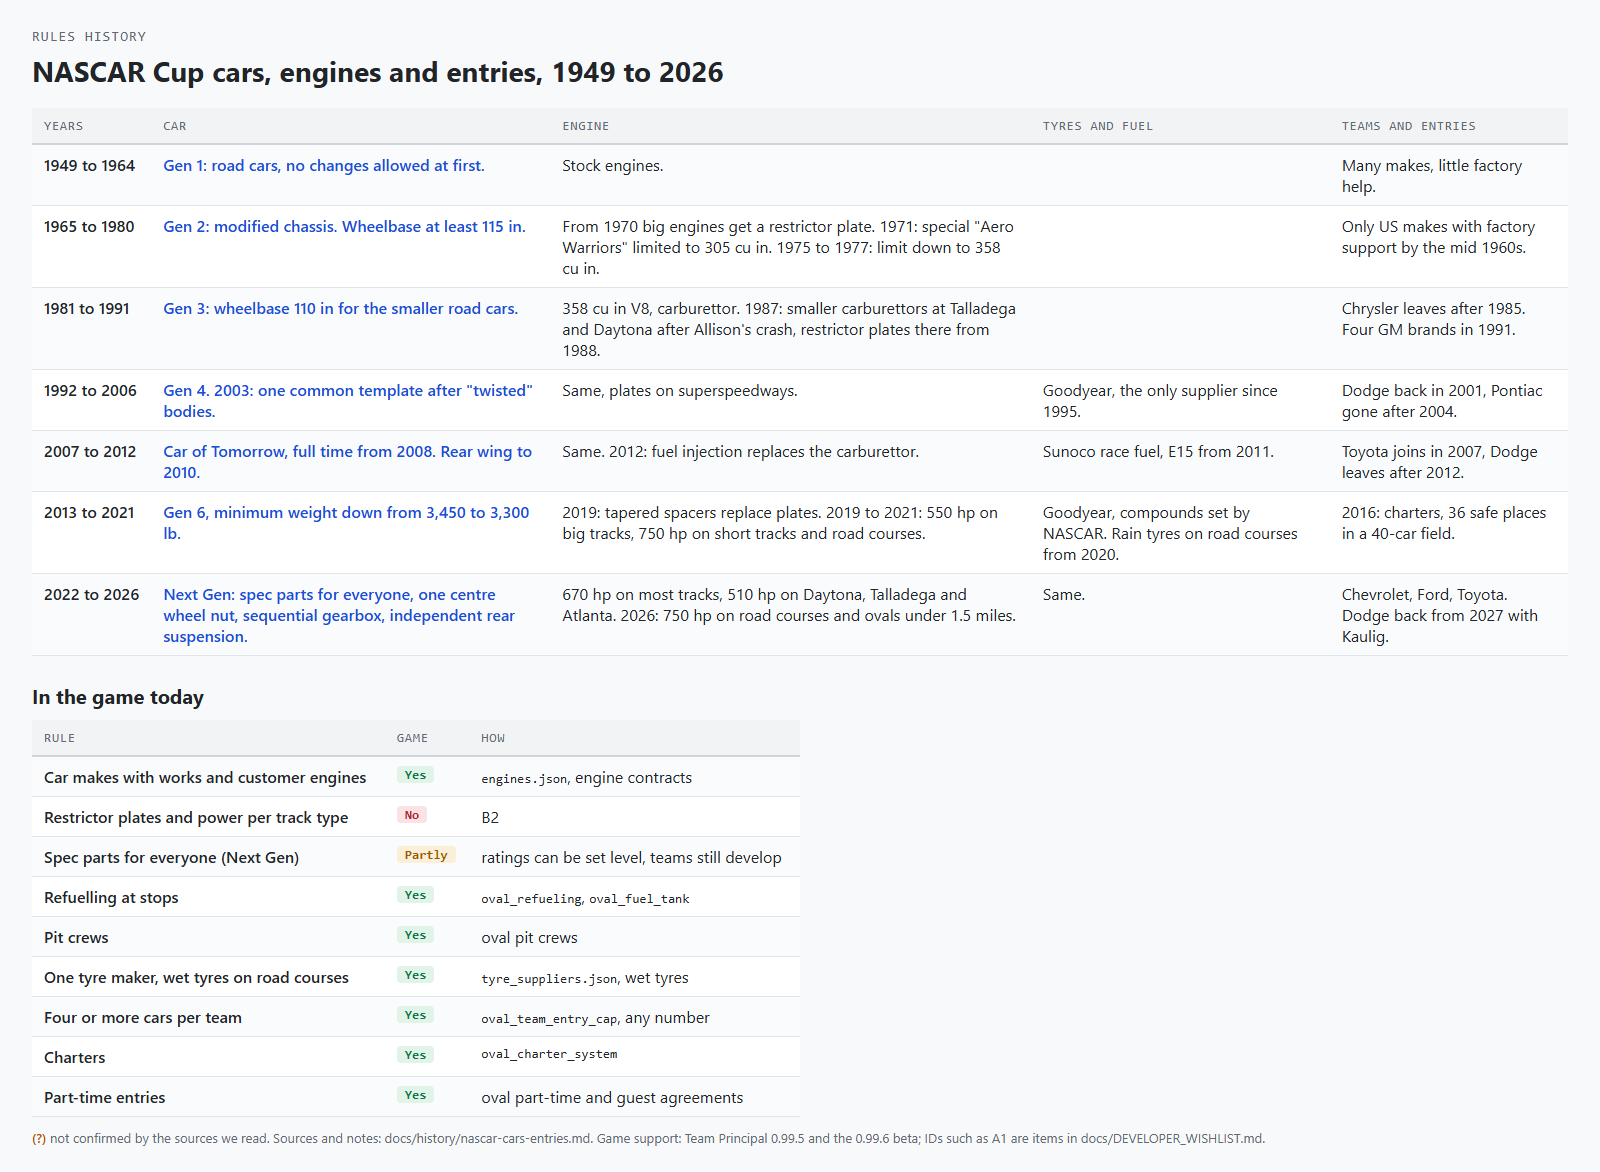 RULES HISTORY
NASCAR Cup cars, engines and entries, 1949 to 2026
YEARS CAR ENGINE TYRES AND FUEL TEAMS AND ENTRIES
1949 to 1964 Gen 1: road cars, no changes allowed at first. Stock engines. Many makes, little factory
help.
1965 to 1980 Gen 2: modified chassis. Wheelbase at least 115 in. From 1970 big engines get a restrictor plate. 1971: special "Aero Only US makes with factory
Warriors" limited to 305 cu in. 1975 to 1977: limit down to 358 support by the mid 1960s.
cu in.
1981 to 1991 Gen 3: wheelbase 110 in for the smaller road cars. 358 cu in V8, carburettor. 1987: smaller carburettors at Talladega Chrysler leaves after 1985.
and Daytona after Allison's crash, restrictor plates there from Four GM brands in 1991.
1988.
1992 to 2006 Gen 4. 2003: one common template after "twisted" Same, plates on superspeedways. Goodyear, the only supplier since Dodge back in 2001, Pontiac
bodies. 1995. gone after 2004.
2007 to 2012 Car of Tomorrow, full time from 2008. Rear wing to Same. 2012: fuel injection replaces the carburettor. Sunoco race fuel, E15 from 2011. Toyota joins in 2007, Dodge
2010. leaves after 2012.
2013 to 2021 Gen 6, minimum weight down from 3,450 to 3,300 2019: tapered spacers replace plates. 2019 to 2021: 550 hp on Goodyear, compounds set by 2016: charters, 36 safe places
lb. big tracks, 750 hp on short tracks and road courses. NASCAR. Rain tyres on road courses in a 40-car field.
from 2020.
2022 to 2026 Next Gen: spec parts for everyone, one centre 670 hp on most tracks, 510 hp on Daytona, Talladega and Same. Chevrolet, Ford, Toyota.
wheel nut, sequential gearbox, independent rear Atlanta. 2026: 750 hp on road courses and ovals under 1.5 miles. Dodge back from 2027 with
suspension. Kaulig.
In the game today
RULE GAME HOW
Car makes with works and customer engines Yes engines.json, engine contracts
Restrictor plates and power per track type No B2
Spec parts for everyone (Next Gen) Partly ratings can be set level, teams still develop
Refuelling at stops Yes oval_refueling, oval_fuel_tank
Pit crews Yes oval pit crews
One tyre maker, wet tyres on road courses Yes tyre_suppliers.json, wet tyres
Four or more cars per team Yes oval_team_entry_cap, any number
Charters Yes oval_charter_system
Part-time entries Yes oval part-time and guest agreements
(?) not confirmed by the sources we read. Sources and notes: docs/history/nascar-cars-entries.md. Game support: Team Principal 0.99.5 and the 0.99.6 beta; IDs such as A1 are items in docs/DEVELOPER_WISHLIST.md.